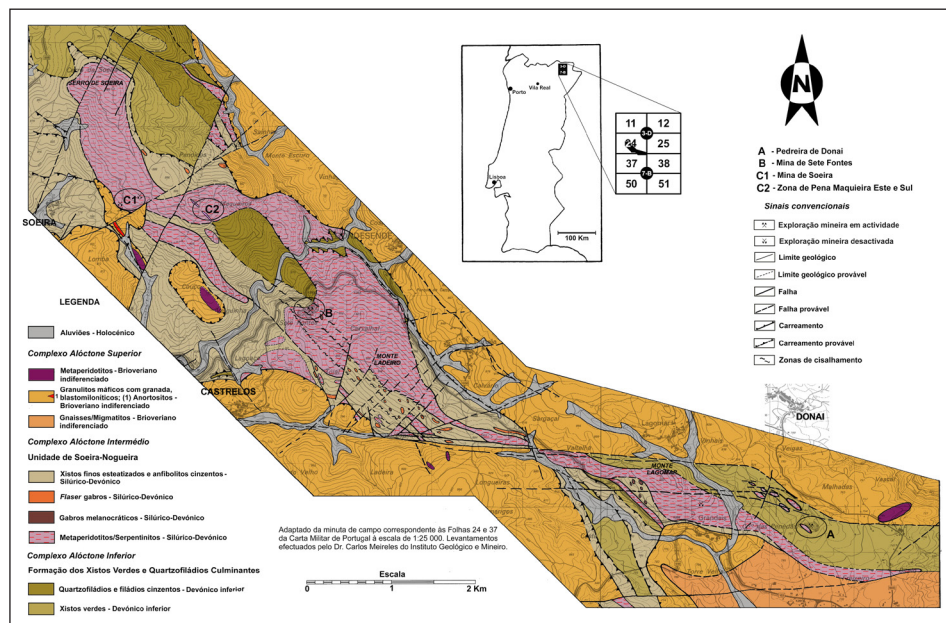 SERRO DE SOEIRA
C1
C2
SOEIRA
B
MONTE
LADEIRO
CASTRELOS
MONTE
LAGOMAR
DONAI
A
Porto
Vila Real
Lisboa
100 Km
11 12
3-D
24 25
37 38
7-B
50 51
N
A - Pedreira de Donai
B - Mina de Sete Fontes
C1 - Mina de Soeira
C2 - Zona de Pena Maquieira Este e Sul
Sinais convencionais
Exploração mineira em actividade
Exploração mineira desactivada
Limite geológico
Limite geológico provável
Falha
Falha provável
Carreamento
Carreamento provável
Zonas de cisalhamento
LEGENDA
Aluviões - Holocénico
Complexo Alóctone Superior
Metaperidotitos - Brioveriano
indiferenciado
Granulitos máficos com granada,
blastomiloníticos; (1) Anortositos -
Brioveriano indiferenciado
1
Gnaisses/Migmatitos - Brioveriano
indiferenciado
Complexo Alóctone Intermédio
Unidade de Soeira-Nogueira
Xistos finos esteatizados e anfibolitos cinzentos -
Silúrico-Devónico
Flaser gabros - Silúrico-Devónico
Gabros melanocráticos - Silúrico-Devónico
Metaperidotitos/Serpentinitos - Silúrico-Devónico
Complexo Alóctone Inferior
Formação dos Xistos Verdes e Quartzofiládios Culminantes
Quartzofiládios e filádios cinzentos - Devónico inferior
Xistos verdes - Devónico inferior
Adaptado da minuta de campo correspondente às Folhas 24 e 37
da Carta Militar de Portugal à escala de 1:25 000. Levantamentos
efectuados pelo Dr. Carlos Meireles do Instituto Geológico e Mineiro.
Escala
0 1 2 Km